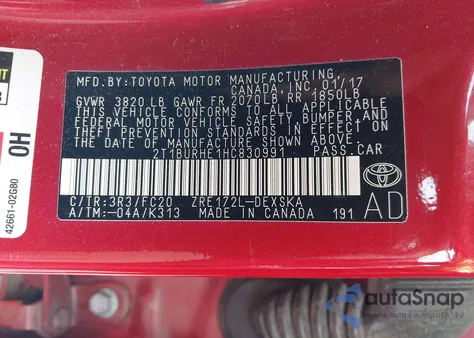 MFD. BY: TOYOTA MOTOR MANUFACTURING,
CANADA, INC. 01/17
GVWR 3820 LB GAWR FR 2070LB RR 1850LB
THIS VEHICLE CONFORMS TO ALL APPLICABLE
FEDERAL MOTOR VEHICLE SAFETY, BUMPER, AND
THEFT PREVENTION STANDARDS IN EFFECT ON
THE DATE OF MANUFACTURE SHOWN ABOVE.
2T1BURHE1HC830991 PASS.CAR
C/TR:3R3/FC20 ZRE172L-DEXSKA
A/TM:-04A/K313 MADE IN CANADA 191
AD
HO
42661-02G80
autoSnap